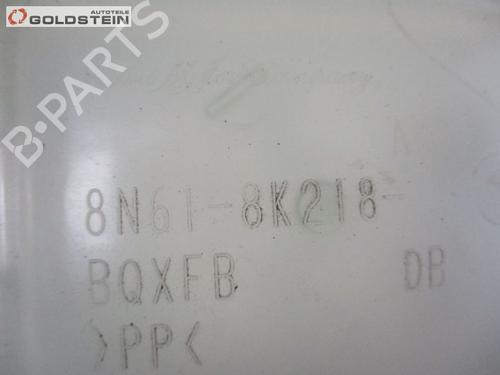 AUTOTEILE
GOLDSTEIN
B-PARTS
8N61-8K218-
BQXFB DB
>PP<